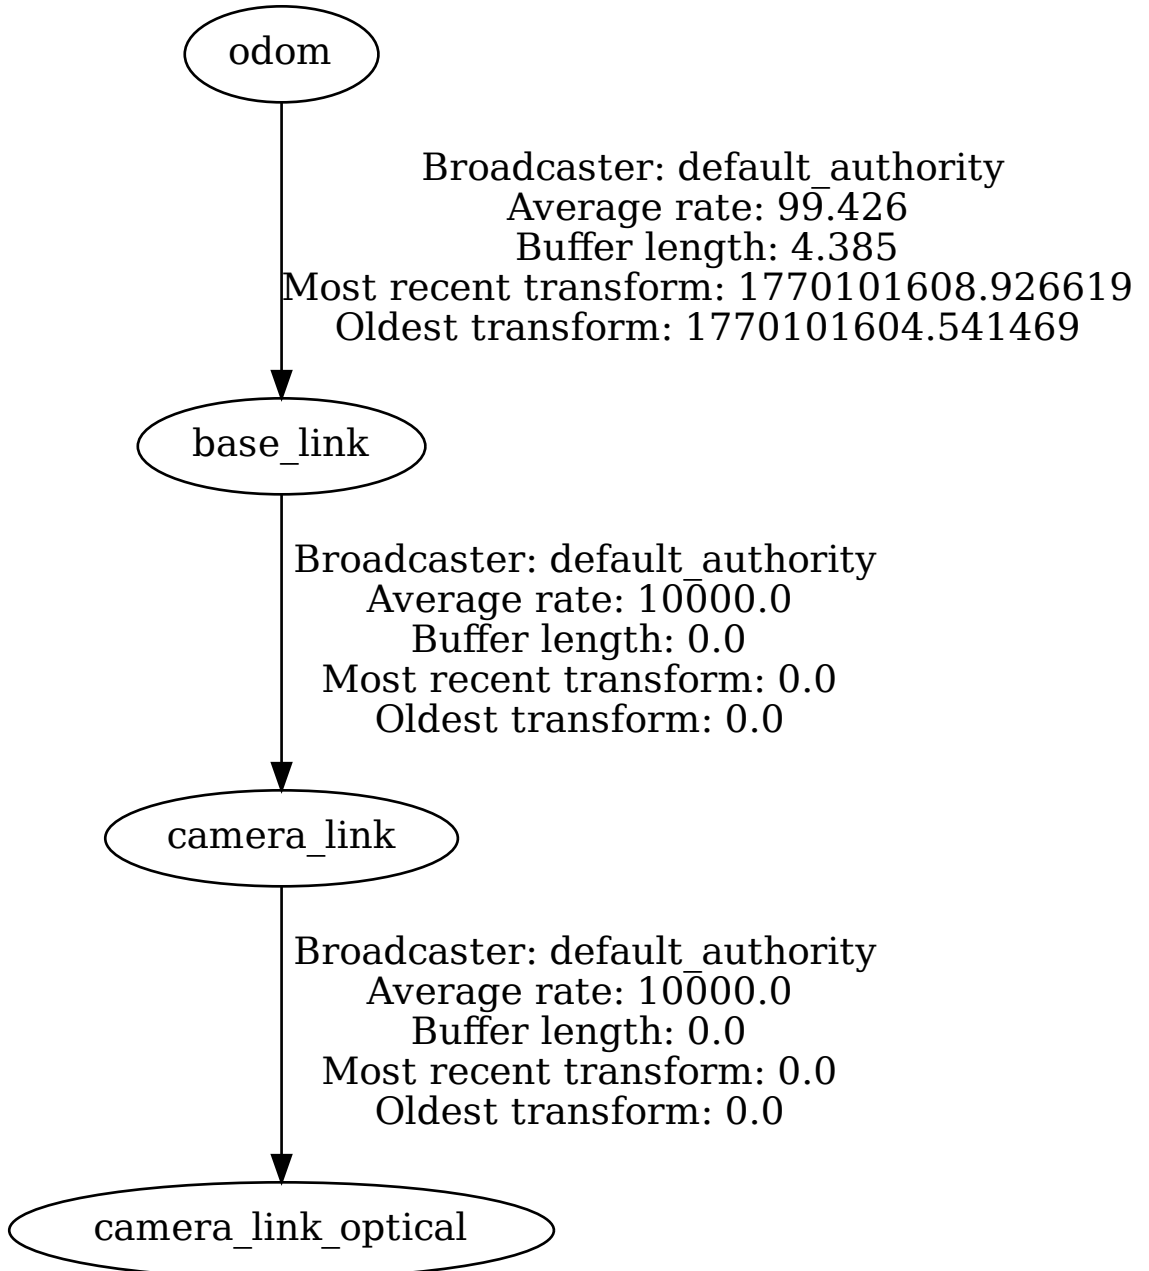 odom
Broadcaster: default_authority
Average rate: 99.426
Buffer length: 4.385
Most recent transform: 1770101608.926619
Oldest transform: 1770101604.541469
base_link
Broadcaster: default_authority
Average rate: 10000.0
Buffer length: 0.0
Most recent transform: 0.0
Oldest transform: 0.0
camera_link
Broadcaster: default_authority
Average rate: 10000.0
Buffer length: 0.0
Most recent transform: 0.0
Oldest transform: 0.0
camera_link_optical